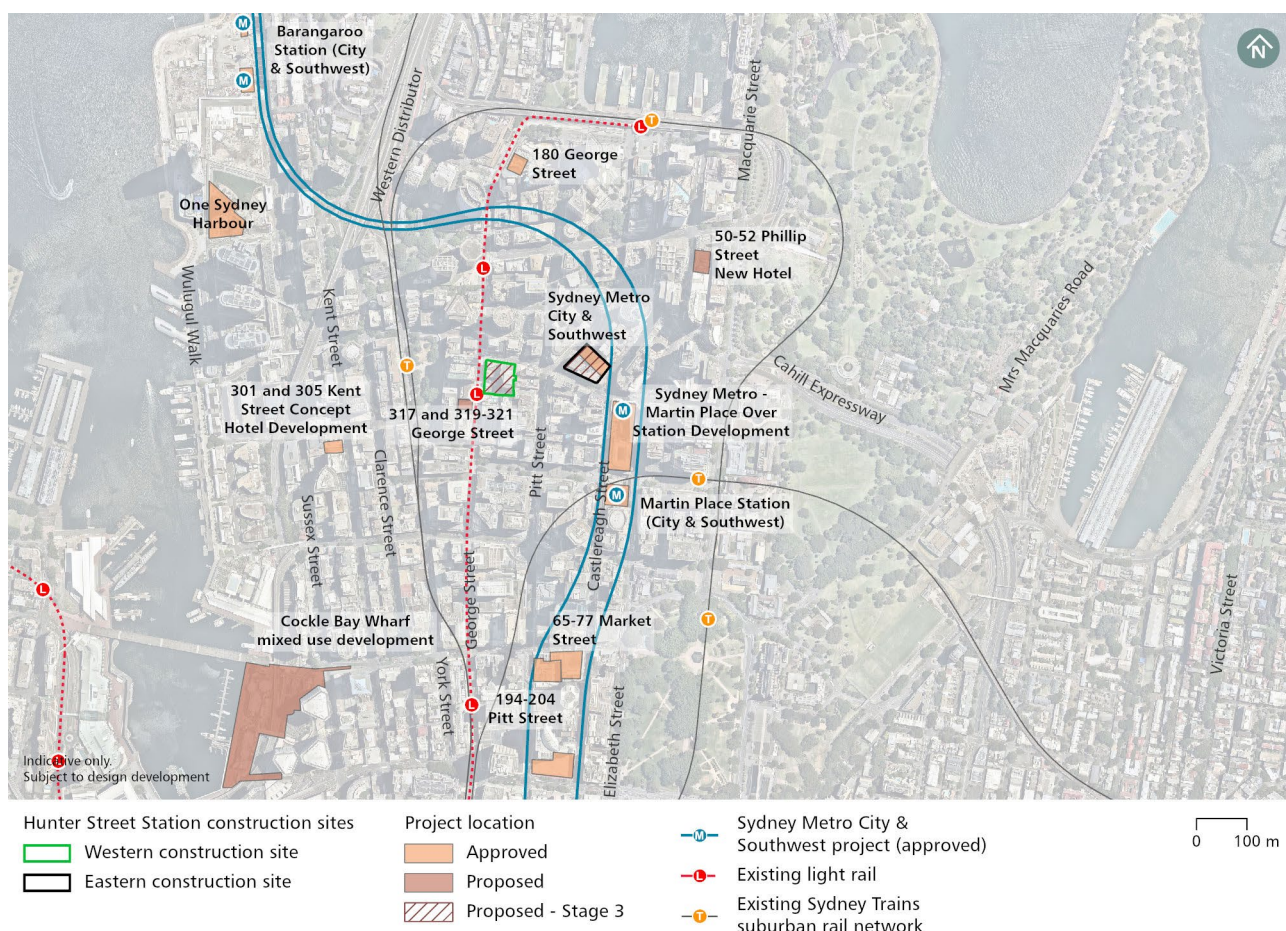 Barangaroo
Station (City
& Southwest)
M
M
N
Western Distributor
Macquarie Street
L
T
180 George
Street
One Sydney
Harbour
50-52 Phillip
Street
New Hotel
Wulugul Walk
Kent Street
L
Sydney Metro
City &
Southwest
Mrs Macquaries Road
T
Cahill Expressway
301 and 305 Kent
Street Concept
Hotel Development
L
317 and 319-321
George Street
M
Sydney Metro -
Martin Place Over
Station Development
Pitt Street
Clarence Street
T
M
Martin Place Station
(City & Southwest)
Castlereagh Street
Sussex Street
George Street
L
Cockle Bay Wharf
mixed use development
65-77 Market
Street
T
Victoria Street
York Street
L
194-204
Pitt Street
Elizabeth Street
L
Indicative only.
Subject to design development
Hunter Street Station construction sites
Western construction site
Eastern construction site
Project location
Approved
Proposed
Proposed - Stage 3
M
Sydney Metro City &
Southwest project (approved)
L
Existing light rail
T
Existing Sydney Trains
suburban rail network
0 100 m